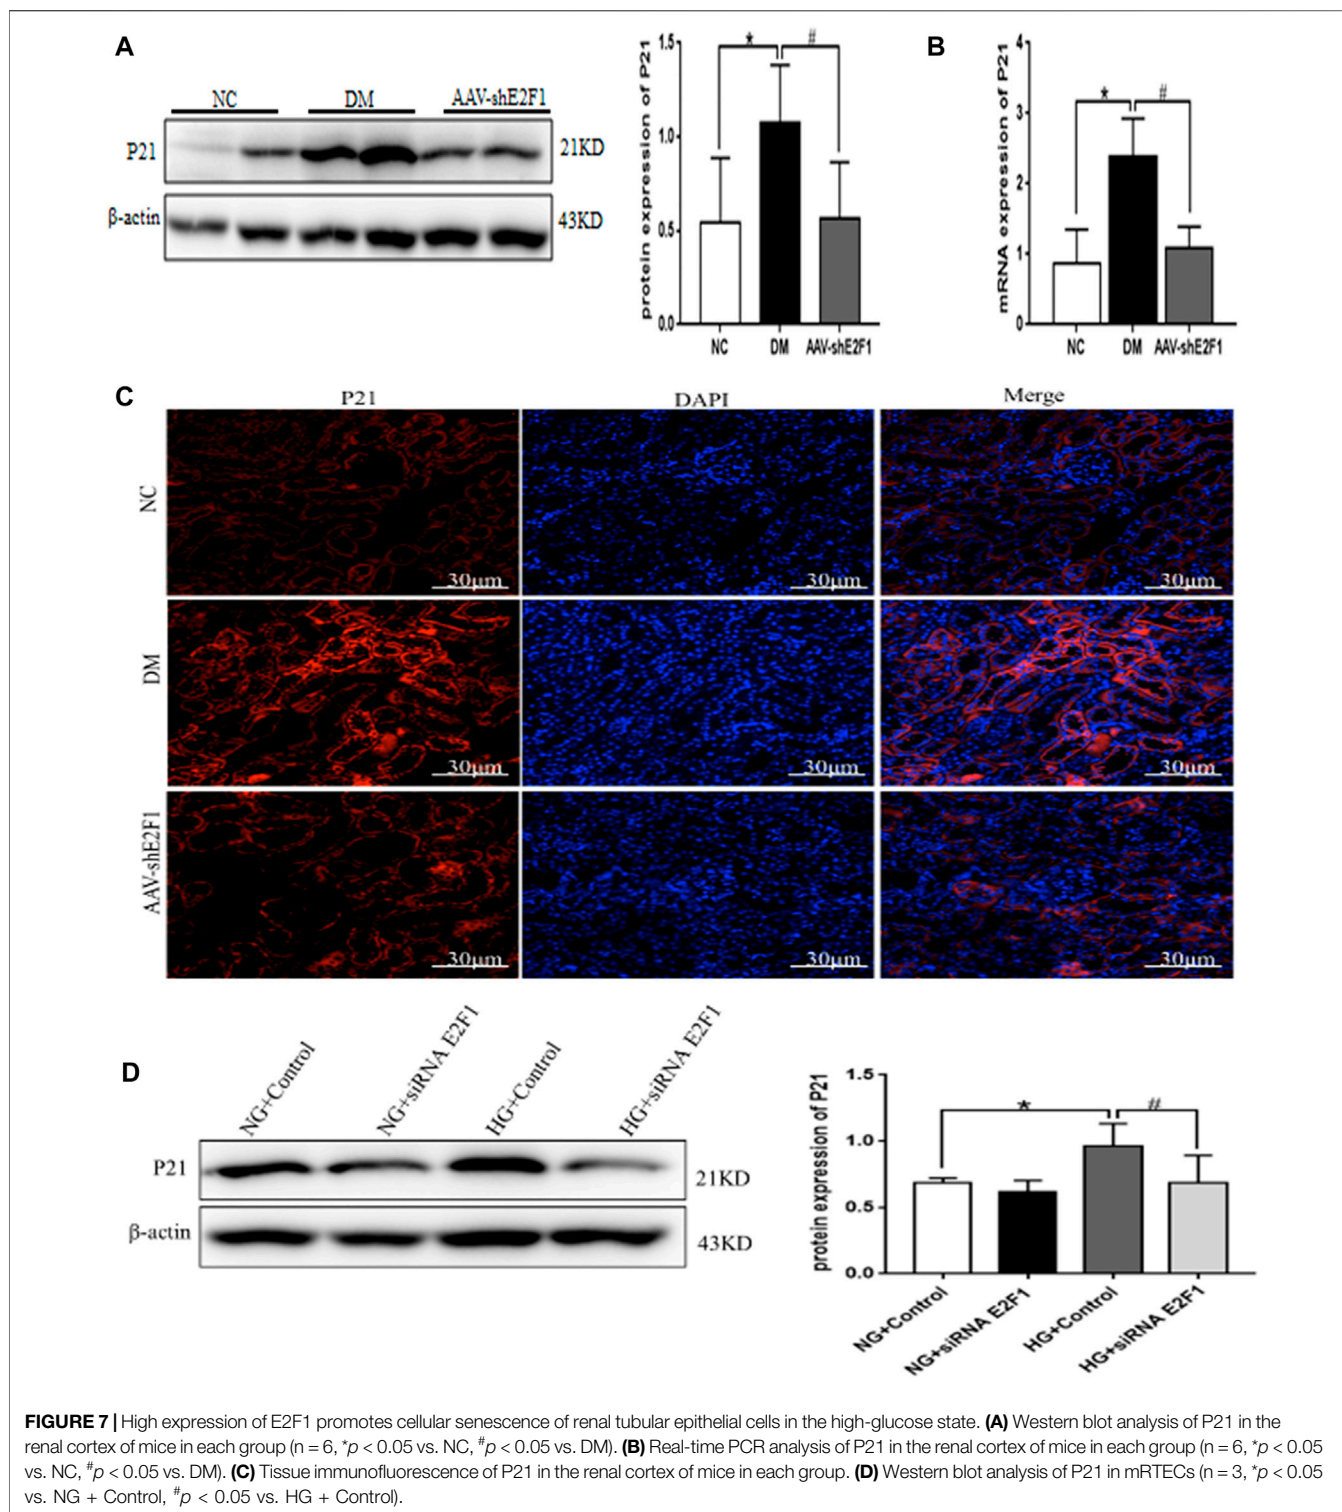 A
NC DM AAV-shE2F1
P21 21KD
β-actin 43KD
protein expression of P21
1.5
1.0
0.5
0.0
* #
NC DM AAV-shE2F1
B
mRNA expression of P21
4
3
2
1
0
* #
NC DM AAV-shE2F1
C
P21 DAPI Merge
NC
30μm 30μm 30μm
DM
30μm 30μm 30μm
AAV-shE2F1
30μm 30μm 30μm
D
NG+Control NG+siRNA E2F1 HG+Control HG+siRNA E2F1
P21 21KD
β-actin 43KD
protein expression of P21
1.5
1.0
0.5
0.0
* #
NG+Control NG+siRNA E2F1 HG+Control HG+siRNA E2F1
FIGURE 7 | High expression of E2F1 promotes cellular senescence of renal tubular epithelial cells in the high-glucose state. (A) Western blot analysis of P21 in the
renal cortex of mice in each group (n = 6, *p < 0.05 vs. NC, #p < 0.05 vs. DM). (B) Real-time PCR analysis of P21 in the renal cortex of mice in each group (n = 6, *p < 0.05
vs. NC, #p < 0.05 vs. DM). (C) Tissue immunofluorescence of P21 in the renal cortex of mice in each group. (D) Western blot analysis of P21 in mRTECs (n = 3, *p < 0.05
vs. NG + Control, #p < 0.05 vs. HG + Control).